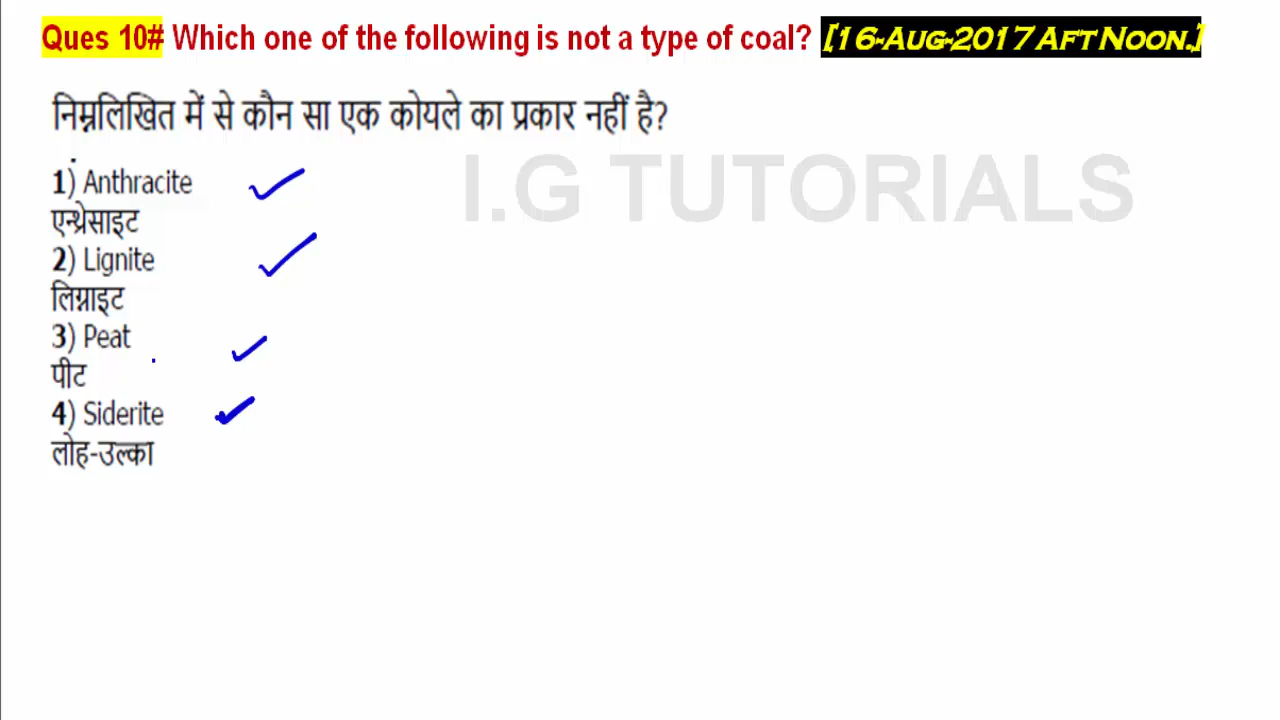 Ques 10# Which one of the following is not a type of coal? [16-Aug-2017 Aft Noon.]
निम्नलिखित में से कौन सा एक कोयले का प्रकार नहीं है?
I.G TUTORIALS
1) Anthracite
एन्थ्रेसाइट
2) Lignite
लिग्नाइट
3) Peat
पीट
4) Siderite
लोह-उल्का